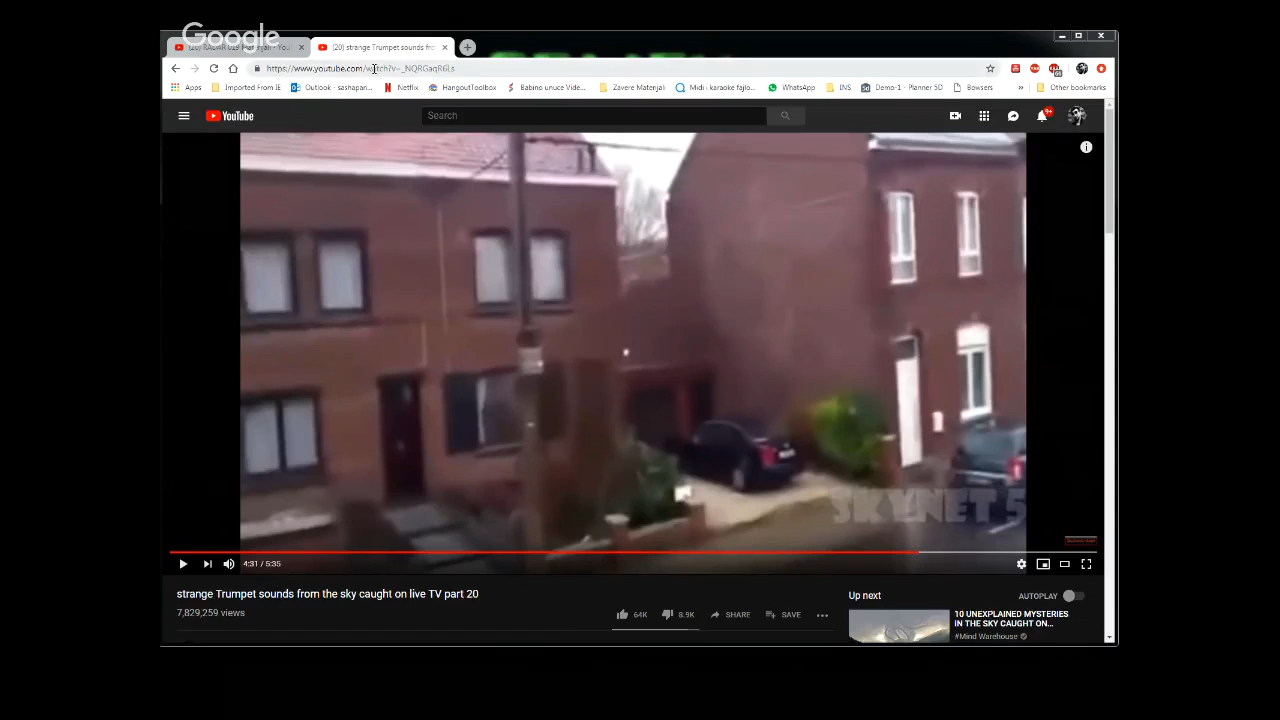 Google
(20) strange Trumpet sounds fro
https://www.youtube.com/watch?v=_NQRGaqR6Ls
Apps Imported From IE Outlook - sashapan... Netflix HangoutToolbox Babino unuce Vide... Zavere Materijali Midi i karaoke fajlo... WhatsApp INS Demo-1 - Planner 5D Bowsers » Other bookmarks
YouTube Search 9+
SKYNET 5
4:31 / 5:35
strange Trumpet sounds from the sky caught on live TV part 20
7,829,259 views
64K 8.9K SHARE SAVE
Up next AUTOPLAY
10 UNEXPLAINED MYSTERIES
IN THE SKY CAUGHT ON...
#Mind Warehouse